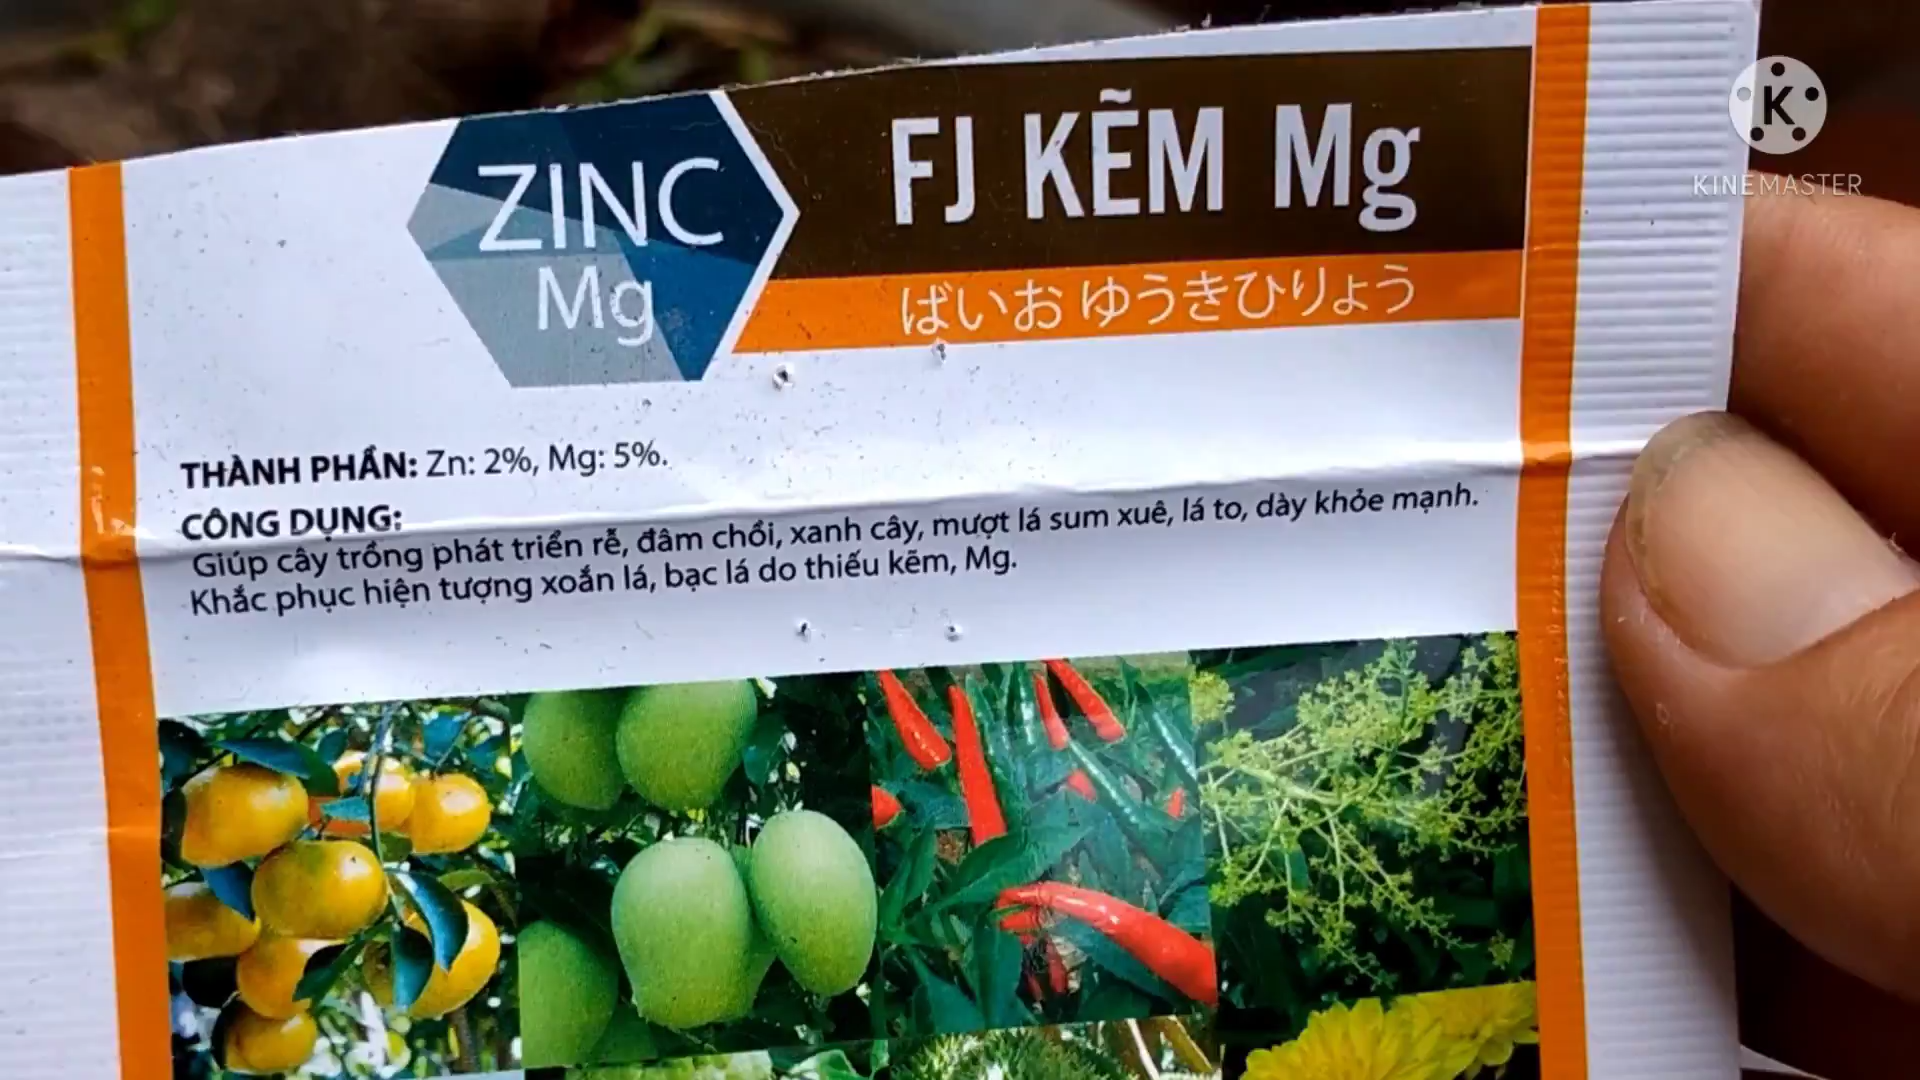 ZINC
Mg
FJ KẼM Mg
ばいお ゆうきひりょう
THÀNH PHẦN: Zn: 2%, Mg: 5%.
CÔNG DỤNG:
Giúp cây trồng phát triển rễ, đâm chồi, xanh cây, mượt lá sum xuê, lá to, dày khỏe mạnh.
Khắc phục hiện tượng xoắn lá, bạc lá do thiếu kẽm, Mg.
K
KINEMASTER